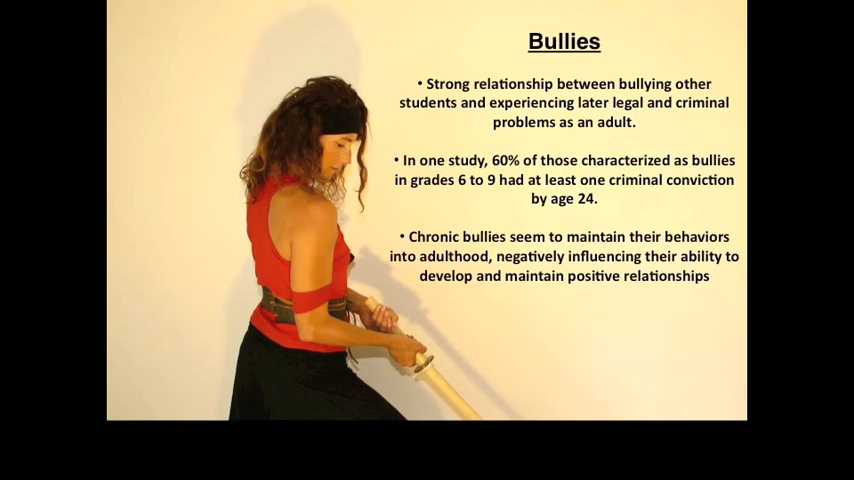 Bullies
• Strong relationship between bullying other
students and experiencing later legal and criminal
problems as an adult.
• In one study, 60% of those characterized as bullies
in grades 6 to 9 had at least one criminal conviction
by age 24.
• Chronic bullies seem to maintain their behaviors
into adulthood, negatively influencing their ability to
develop and maintain positive relationships